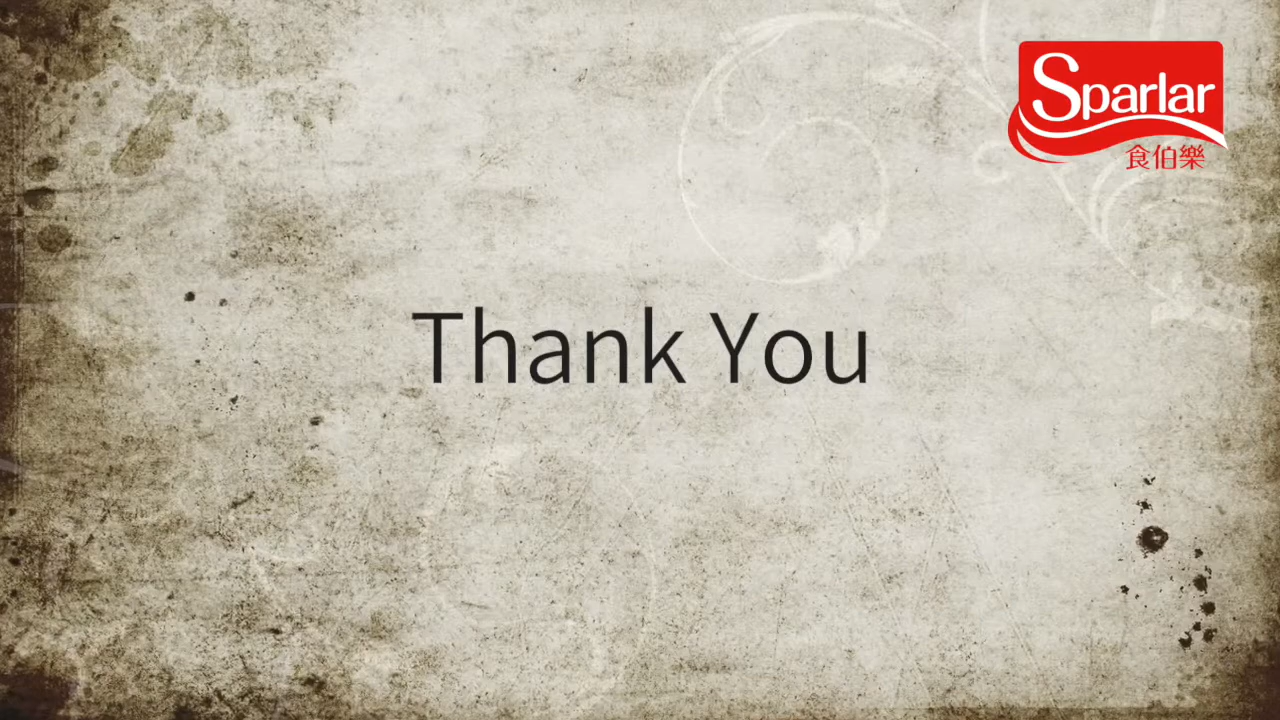 Sparlar
食伯樂
Thank You